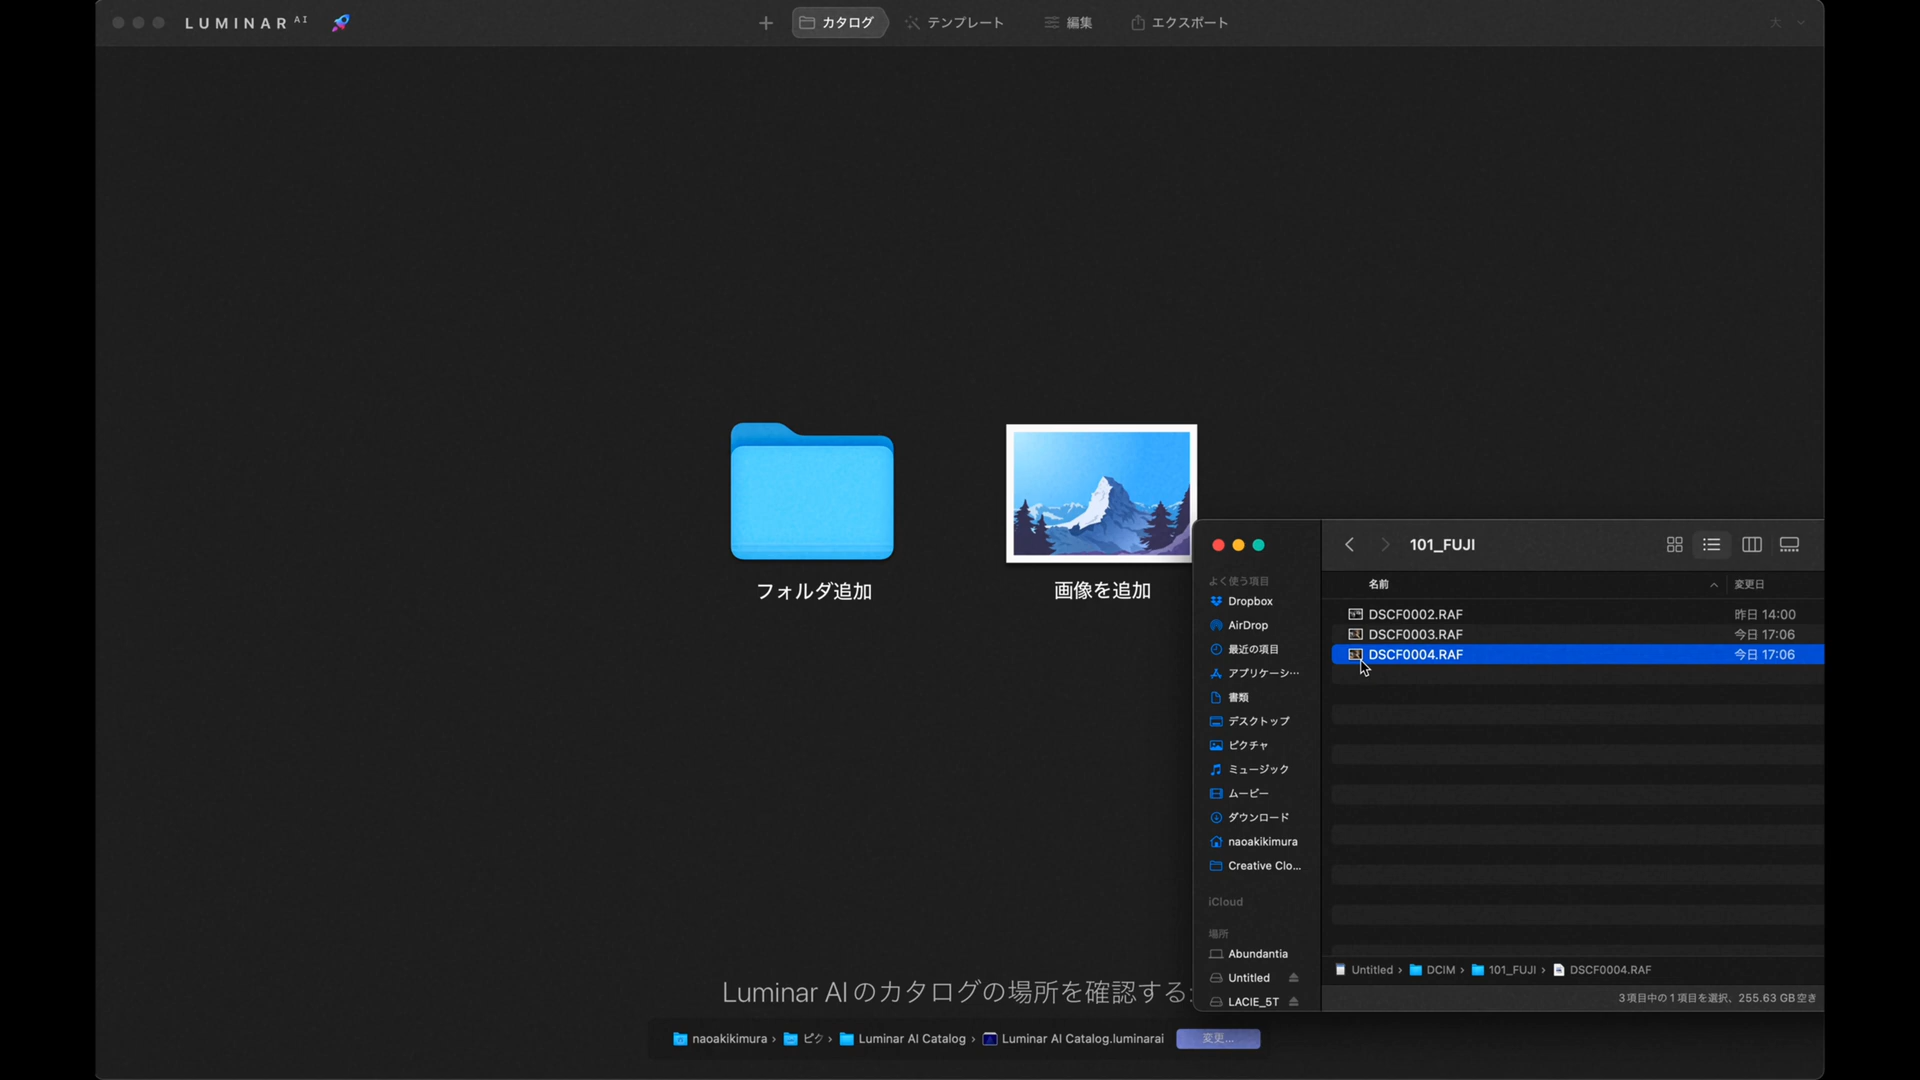 LUMINAR AI
カタログ
テンプレート
編集
エクスポート
大
フォルダ追加
画像を追加
101_FUJI
よく使う項目
Dropbox
AirDrop
最近の項目
アプリケーシ…
書類
デスクトップ
ピクチャ
ミュージック
ムービー
ダウンロード
naoakikimura
Creative Clo...
iCloud
場所
Abundantia
Untitled
LACIE_5T
名前
変更日
DSCF0002.RAF 昨日 14:00
DSCF0003.RAF 今日 17:06
DSCF0004.RAF 今日 17:06
Untitled › DCIM › 101_FUJI › DSCF0004.RAF
3項目中の1項目を選択、255.63 GB空き
Luminar AIのカタログの場所を確認する
naoakikimura › ピク › Luminar AI Catalog › Luminar AI Catalog.luminarai
変更...